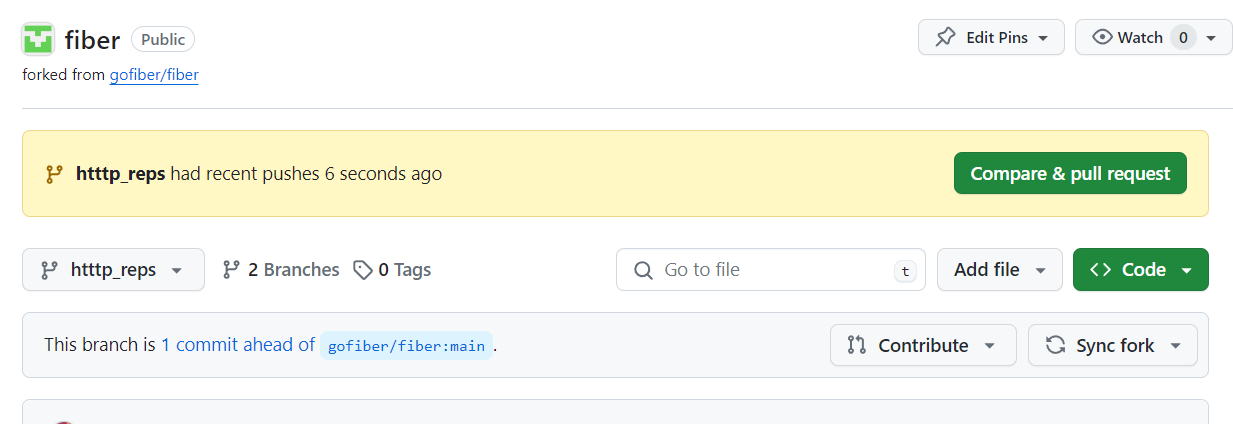 fiber Public
Edit Pins
Watch 0
forked from gofiber/fiber
htttp_reps had recent pushes 6 seconds ago
Compare & pull request
htttp_reps
2 Branches
0 Tags
Go to file
t
Add file
Code
This branch is 1 commit ahead of gofiber/fiber:main.
Contribute
Sync fork